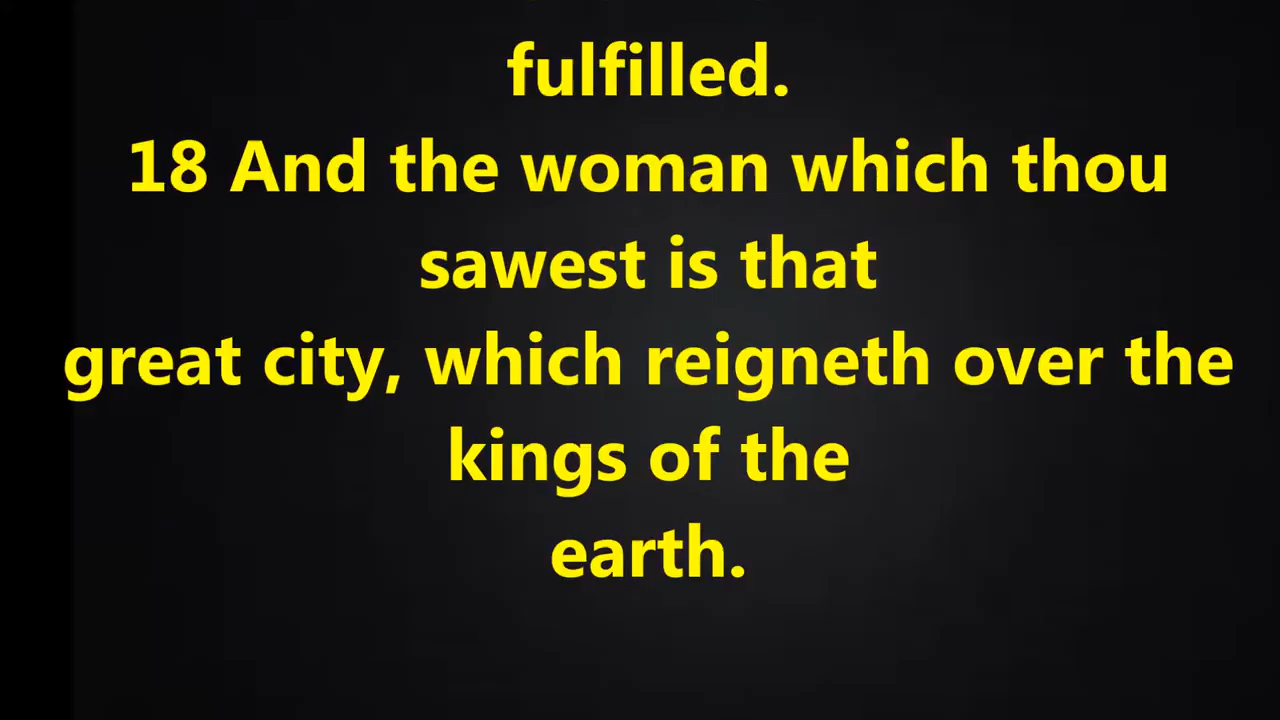 fulfilled.
18 And the woman which thou
sawest is that
great city, which reigneth over the
kings of the
earth.